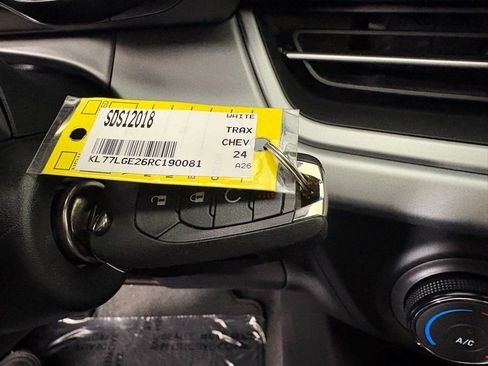 SDS12018
WHITE
TRAX
CHEV
24
A26
KL77LGE26RC190081
A/C